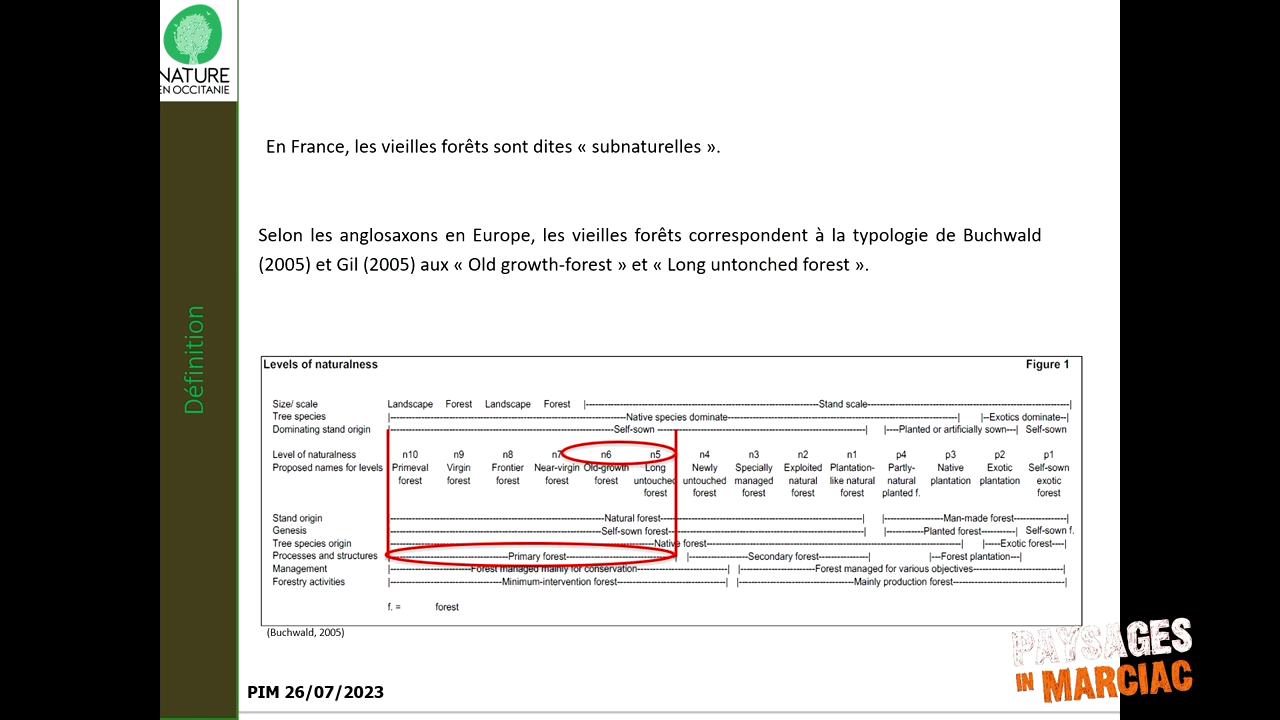 NATURE
EN OCCITANIE
Définition
En France, les vieilles forêts sont dites « subnaturelles ».
Selon les anglosaxons en Europe, les vieilles forêts correspondent à la typologie de Buchwald
(2005) et Gil (2005) aux « Old growth-forest » et « Long untonched forest ».
Levels of naturalness Figure 1
Size/ scale Landscape Forest Landscape Forest |---Stand scale---|
Tree species |---Native species dominate---| |--Exotics dominate--|
Dominating stand origin |---Self-sown---| |---Planted or artificially sown---| Self-sown
Level of naturalness n10 n9 n8 n7 n6 n5 n4 n3 n2 n1 p4 p3 p2 p1
Proposed names for levels Primeval Virgin Frontier Near-virgin Old-growth Long Newly Specially Exploited Plantation- Partly- Native Exotic Self-sown
forest forest forest forest forest untouched untouched managed natural like natural natural plantation plantation exotic
forest forest forest forest forest planted f. forest
Stand origin |---Natural forest---| |---Man-made forest---|
Genesis |---Self-sown forest---| |---Planted forest---| Self-sown f.
Tree species origin |---Native forest---| |---Exotic forest---|
Processes and structures |---Primary forest---| |---Secondary forest---| |---Forest plantation---|
Management |---Forest managed mainly for conservation---| |---Forest managed for various objectives---|
Forestry activities |---Minimum-intervention forest---| |---Mainly production forest---|
f. = forest
(Buchwald, 2005)
PIM 26/07/2023
PAYSAGES
IN MARCIAC